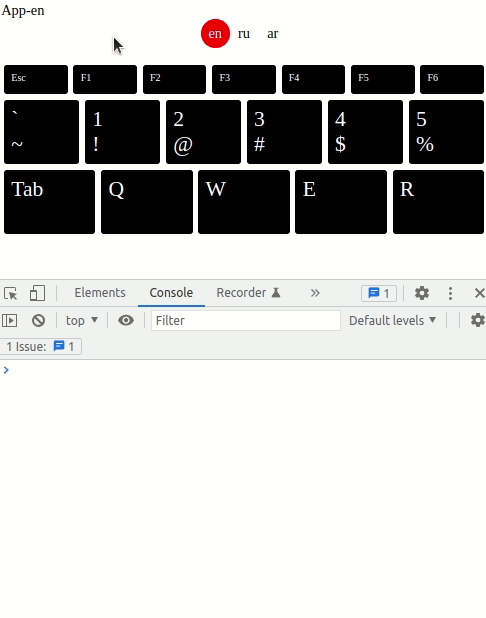 App-en
en ru ar
Esc F1 F2 F3 F4 F5 F6
` 1 2 3 4 5
~ ! @ # $ %
Tab Q W E R
Elements Console Recorder » 1
top Filter Default levels
1 Issue: 1